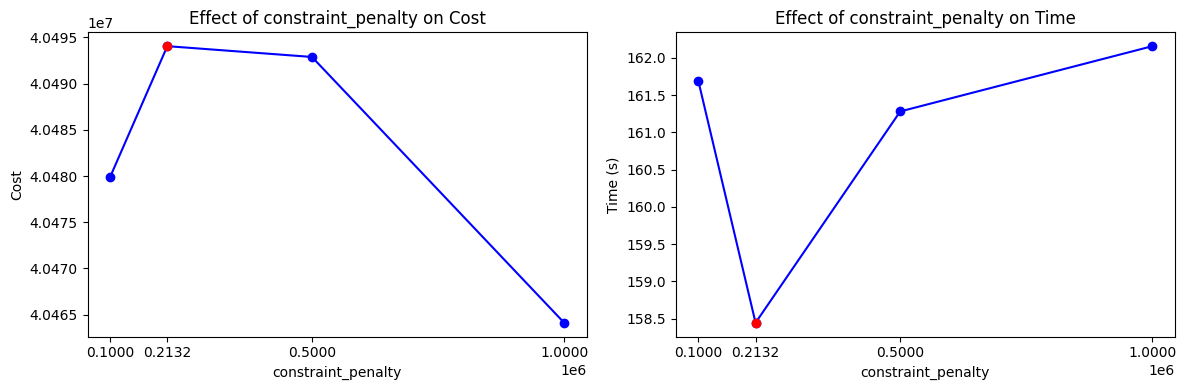 Effect of constraint_penalty on Cost
1e7
4.0495
4.0490
4.0485
4.0480
4.0475
4.0470
4.0465
Cost
0.1000 0.2132 0.5000 1.0000
constraint_penalty
1e6
Effect of constraint_penalty on Time
162.0
161.5
161.0
160.5
160.0
159.5
159.0
158.5
Time (s)
0.1000 0.2132 0.5000 1.0000
constraint_penalty
1e6